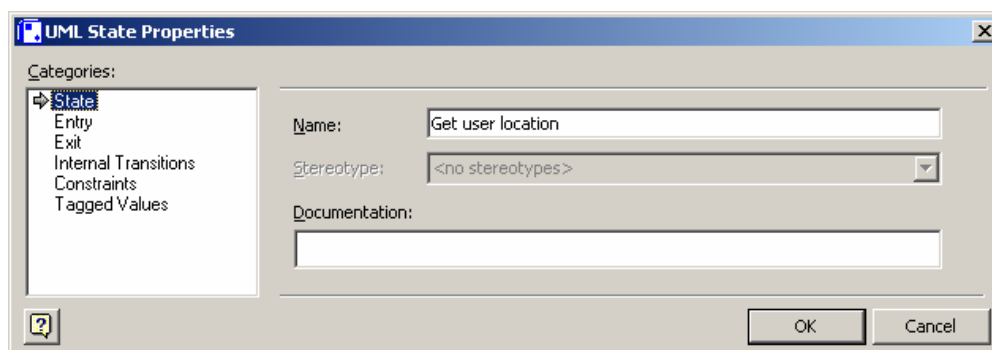 UML State Properties
Categories:
State
Entry
Exit
Internal Transitions
Constraints
Tagged Values
Name: Get user location
Stereotype: <no stereotypes>
Documentation:
OK Cancel